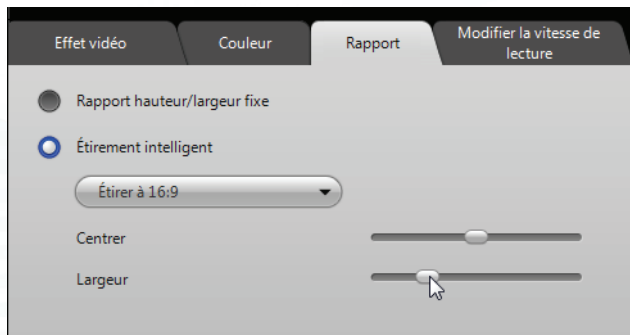 Effet vidéo
Couleur
Rapport
Modifier la vitesse de
lecture
Rapport hauteur/largeur fixe
Étirement intelligent
Étirer à 16:9
Centrer
Largeur